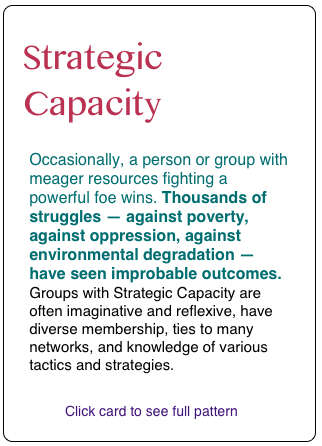 Strategic
Capacity
Occasionally, a person or group with
meager resources fighting a
powerful foe wins. Thousands of
struggles — against poverty,
against oppression, against
environmental degradation —
have seen improbable outcomes.
Groups with Strategic Capacity are
often imaginative and reflexive, have
diverse membership, ties to many
networks, and knowledge of various
tactics and strategies.
Click card to see full pattern